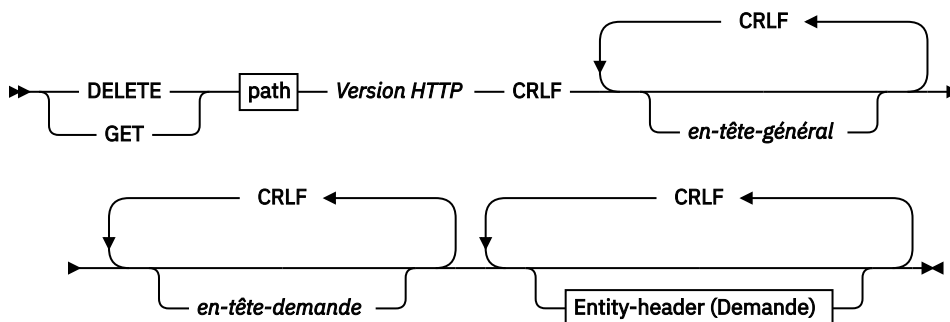 CRLF
DELETE path Version HTTP CRLF
GET en-tête-général
CRLF CRLF
en-tête-demande Entity-header (Demande)